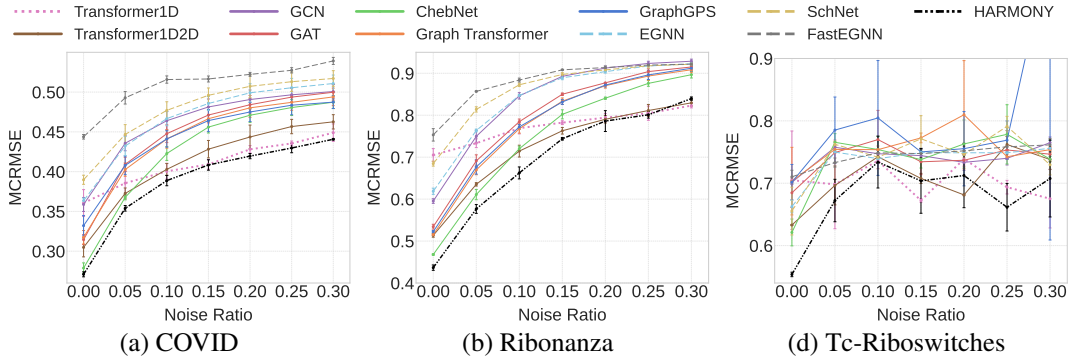 Transformer1D GCN ChebNet GraphGPS SchNet HARMONY
Transformer1D2D GAT Graph Transformer EGNN FastEGNN
MCRMSE
0.50
0.45
0.40
0.35
0.30
0.00 0.05 0.10 0.15 0.20 0.25 0.30
Noise Ratio
(a) COVID
MCRMSE
0.9
0.8
0.7
0.6
0.5
0.4
0.00 0.05 0.10 0.15 0.20 0.25 0.30
Noise Ratio
(b) Ribonanza
MCRMSE
0.9
0.8
0.7
0.6
0.00 0.05 0.10 0.15 0.20 0.25 0.30
Noise Ratio
(d) Tc-Riboswitches